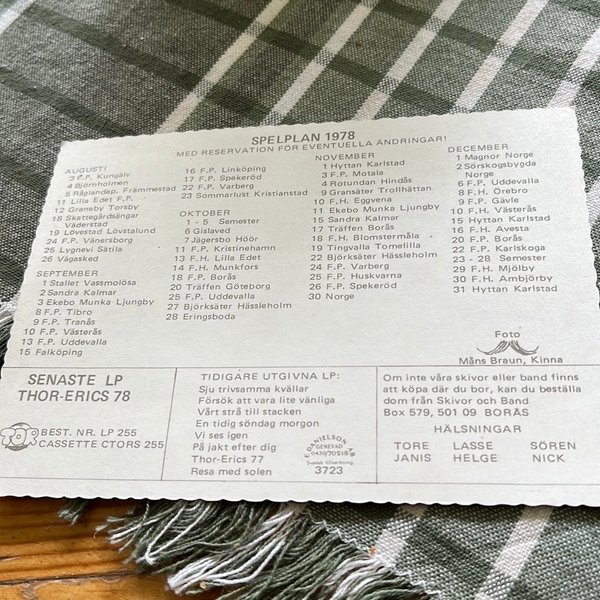 SPELPLAN 1978
MED RESERVATION FÖR EVENTUELLA ÄNDRINGAR!
AUGUSTI
3 F.P. Kungälv
4 Björnholmen
5 Råglandap. Främmestad
11 Lilla Edet F.P.
12 Graneby Torsby
18 Skattegårdsängar
Väderstad
19 Lövestad Lövstalund
24 F.P. Vänersborg
25 Lygnevi Sätila
26 Vägasked
SEPTEMBER
1 Stallet Vassmolösa
2 Sandra Kalmar
3 Ekebo Munka Ljungby
8 F.P. Tibro
9 F.P. Tranås
10 F.P. Västerås
13 F.P. Uddevalla
15 Falköping
16 F.P. Linköping
17 F.P. Spekeröd
22 F.P. Varberg
23 Sommarlust Kristianstad
OKTOBER
1 - 5 Semester
6 Gislaved
7 Jägersbo Höör
11 F.P. Kristinehamn
13 F.H. Lilla Edet
14 F.H. Munkfors
18 F.P. Borås
20 Träffen Göteborg
25 F.P. Uddevalla
27 Björksäter Hässleholm
28 Eringsboda
NOVEMBER
1 Hyttan Karlstad
3 F.P. Motala
4 Rotundan Hindås
9 Gransäter Trollhättan
10 F.H. Eggvena
11 Ekebo Munka Ljungby
15 Sandra Kalmar
17 Träffen Borås
18 F.H. Blomstermåla
19 Tingvalla Tomelilla
22 Björksäter Hässleholm
24 F.P. Varberg
25 F.P. Huskvarna
26 F.P. Spekeröd
30 Norge
DECEMBER
1 Magnor Norge
2 Sörskogsbygda
Norge
6 F.P. Uddevalla
8 F.H. Örebro
9 F.P. Gävle
10 F.H. Västerås
15 Hyttan Karlstad
16 F.H. Avesta
20 F.P. Borås
22 F.P. Karlskoga
23 - 28 Semester
29 F.H. Mjölby
30 F.H. Ambjörby
31 Hyttan Karlstad
Foto
Måns Braun, Kinna
SENASTE LP
THOR-ERICS 78
POP
BEST. NR. LP 255
CASSETTE CTORS 255
TIDIGARE UTGIVNA LP:
Sju trivsamma kvällar
Försök att vara lite vänliga
Vårt strå till stacken
En tidig söndag morgon
Vi ses igen
På jakt efter dig
Thor-Erics 77
Resa med solen
E. DANIELSON AB
GENEVAD
0430/70218
Svensk tillverkning
3723
Om inte våra skivor eller band finns
att köpa där du bor, kan du beställa
dom från Skivor och Band
Box 579, 501 09 BORÅS
HÄLSNINGAR
TORE LASSE SÖREN
JANIS HELGE NICK